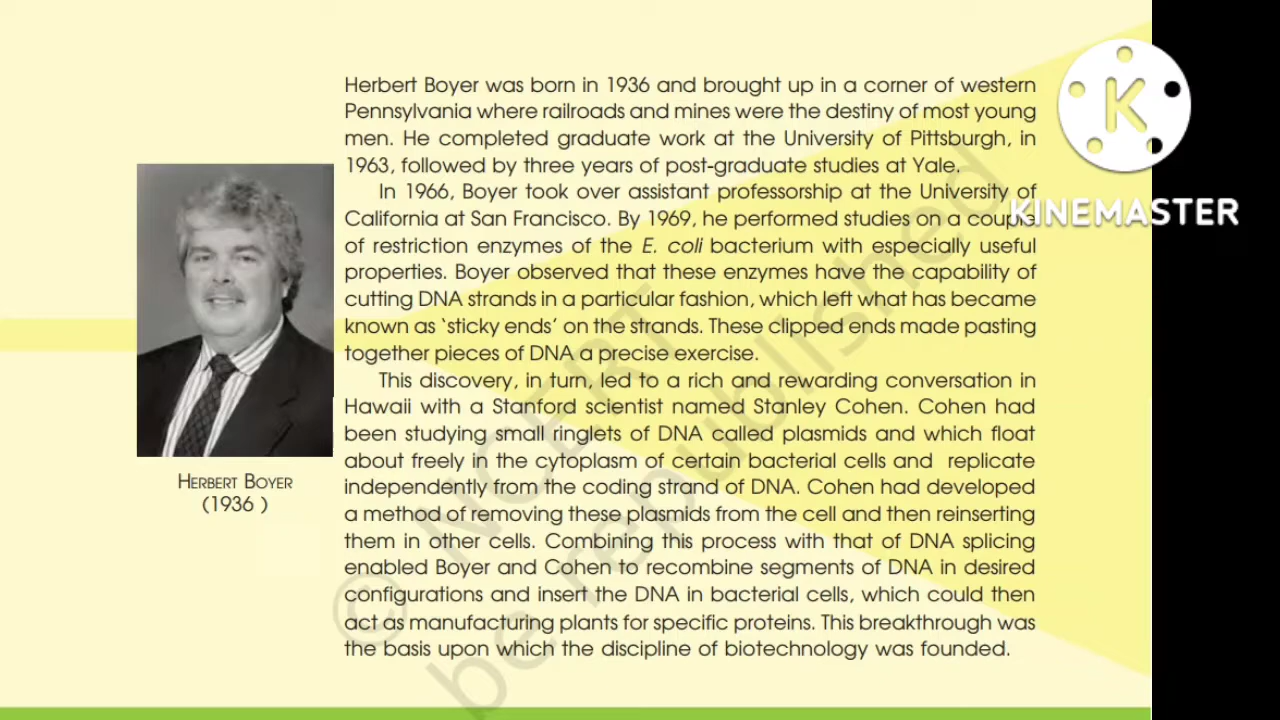 Herbert Boyer was born in 1936 and brought up in a corner of western
Pennsylvania where railroads and mines were the destiny of most young
men. He completed graduate work at the University of Pittsburgh, in
1963, followed by three years of post-graduate studies at Yale.
In 1966, Boyer took over assistant professorship at the University of
California at San Francisco. By 1969, he performed studies on a couple
of restriction enzymes of the E. coli bacterium with especially useful
properties. Boyer observed that these enzymes have the capability of
cutting DNA strands in a particular fashion, which left what has became
known as ‘sticky ends’ on the strands. These clipped ends made pasting
together pieces of DNA a precise exercise.
This discovery, in turn, led to a rich and rewarding conversation in
Hawaii with a Stanford scientist named Stanley Cohen. Cohen had
been studying small ringlets of DNA called plasmids and which float
about freely in the cytoplasm of certain bacterial cells and replicate
independently from the coding strand of DNA. Cohen had developed
a method of removing these plasmids from the cell and then reinserting
them in other cells. Combining this process with that of DNA splicing
enabled Boyer and Cohen to recombine segments of DNA in desired
configurations and insert the DNA in bacterial cells, which could then
act as manufacturing plants for specific proteins. This breakthrough was
the basis upon which the discipline of biotechnology was founded.
HERBERT BOYER
(1936 )
K
KINEMASTER
© NCERT
be republished